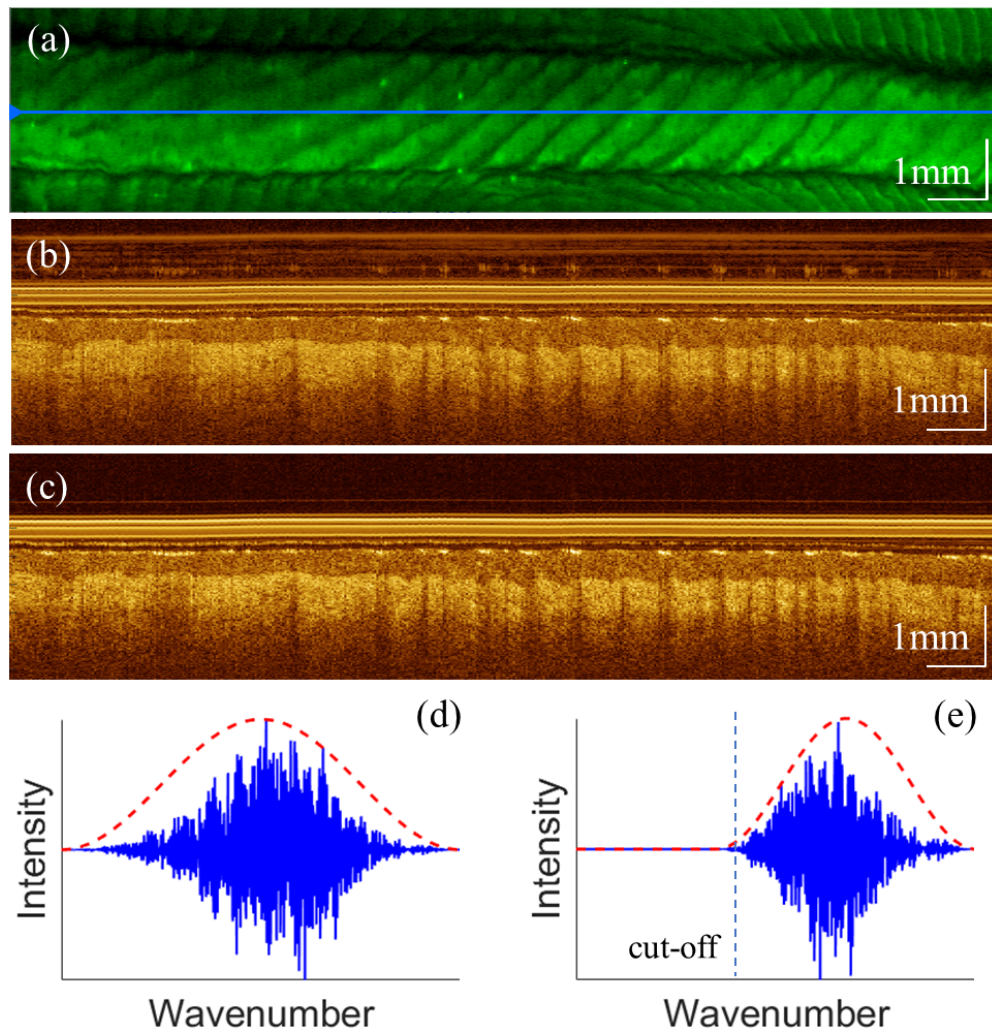 (a)
1mm
(b)
1mm
(c)
1mm
(d)
(e)
Intensity
Intensity
cut-off
Wavenumber
Wavenumber